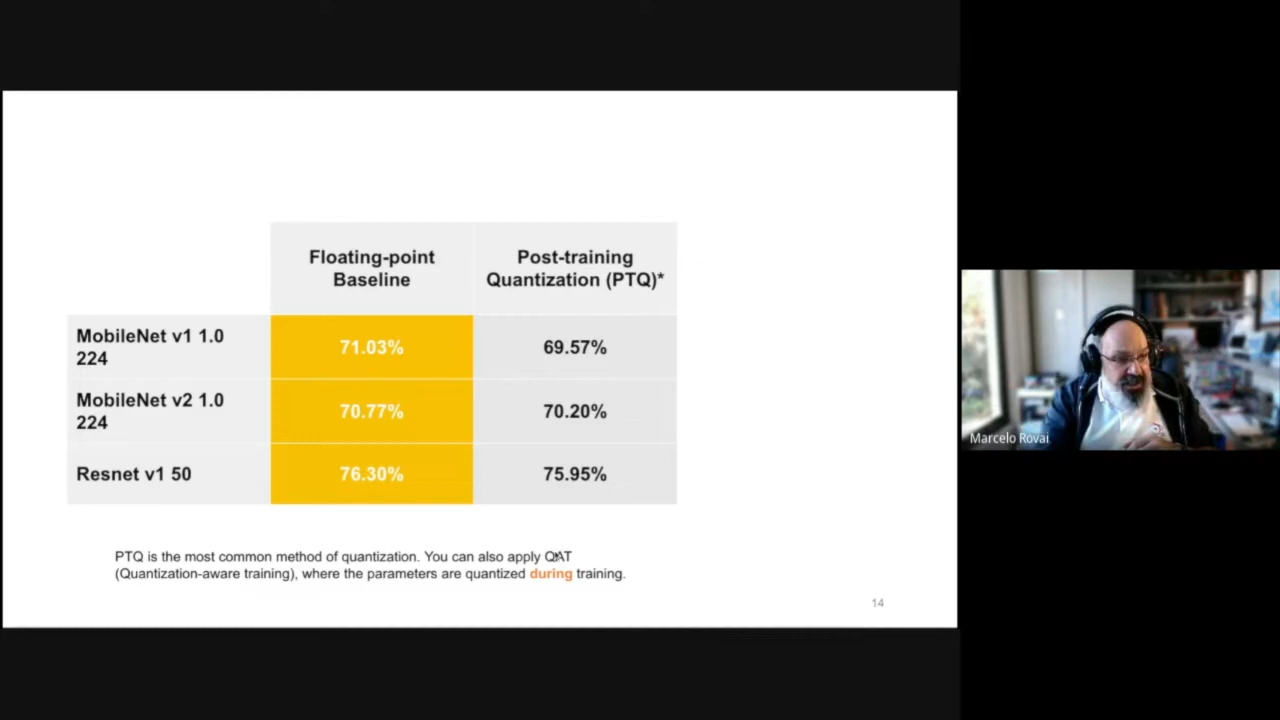 Floating-point
Baseline
Post-training
Quantization (PTQ)*
MobileNet v1 1.0
224
71.03%
69.57%
MobileNet v2 1.0
224
70.77%
70.20%
Resnet v1 50
76.30%
75.95%
PTQ is the most common method of quantization. You can also apply QAT
(Quantization-aware training), where the parameters are quantized during training.
14
Marcelo Rovai